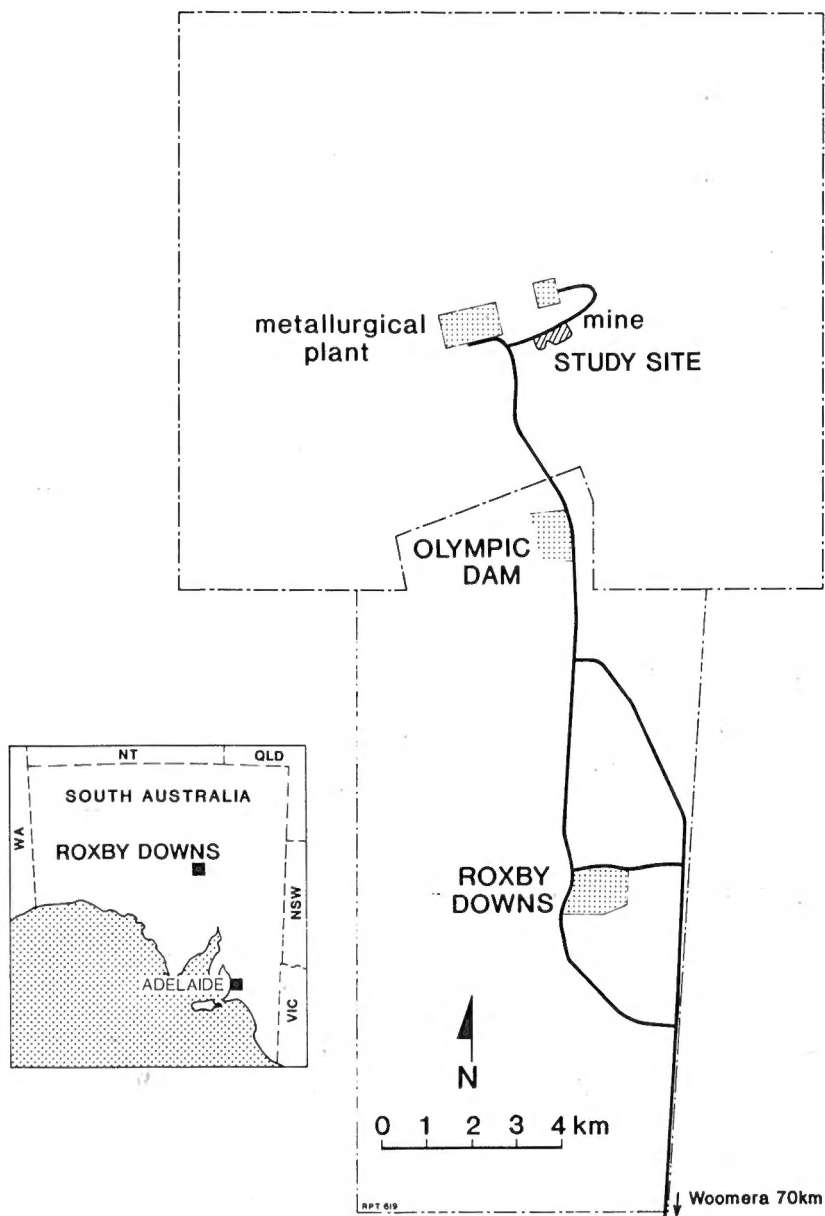 metallurgical
plant
mine
STUDY SITE
OLYMPIC
DAM
NT
QLD
SOUTH AUSTRALIA
WA
ROXBY DOWNS
NSW
ADELAIDE
VIC
ROXBY
DOWNS
N
0 1 2 3 4 km
RPT 619
Woomera 70km